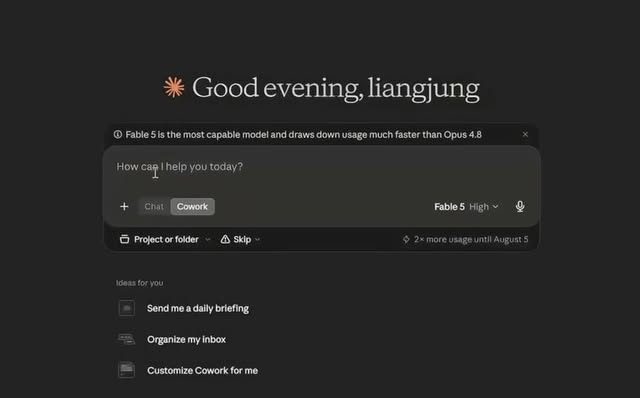 Good evening, liangjung
Fable 5 is the most capable model and draws down usage much faster than Opus 4.8
How can I help you today?
Chat Cowork Fable 5 High
Project or folder Skip 2× more usage until August 5
Ideas for you
Send me a daily briefing
Organize my inbox
Customize Cowork for me